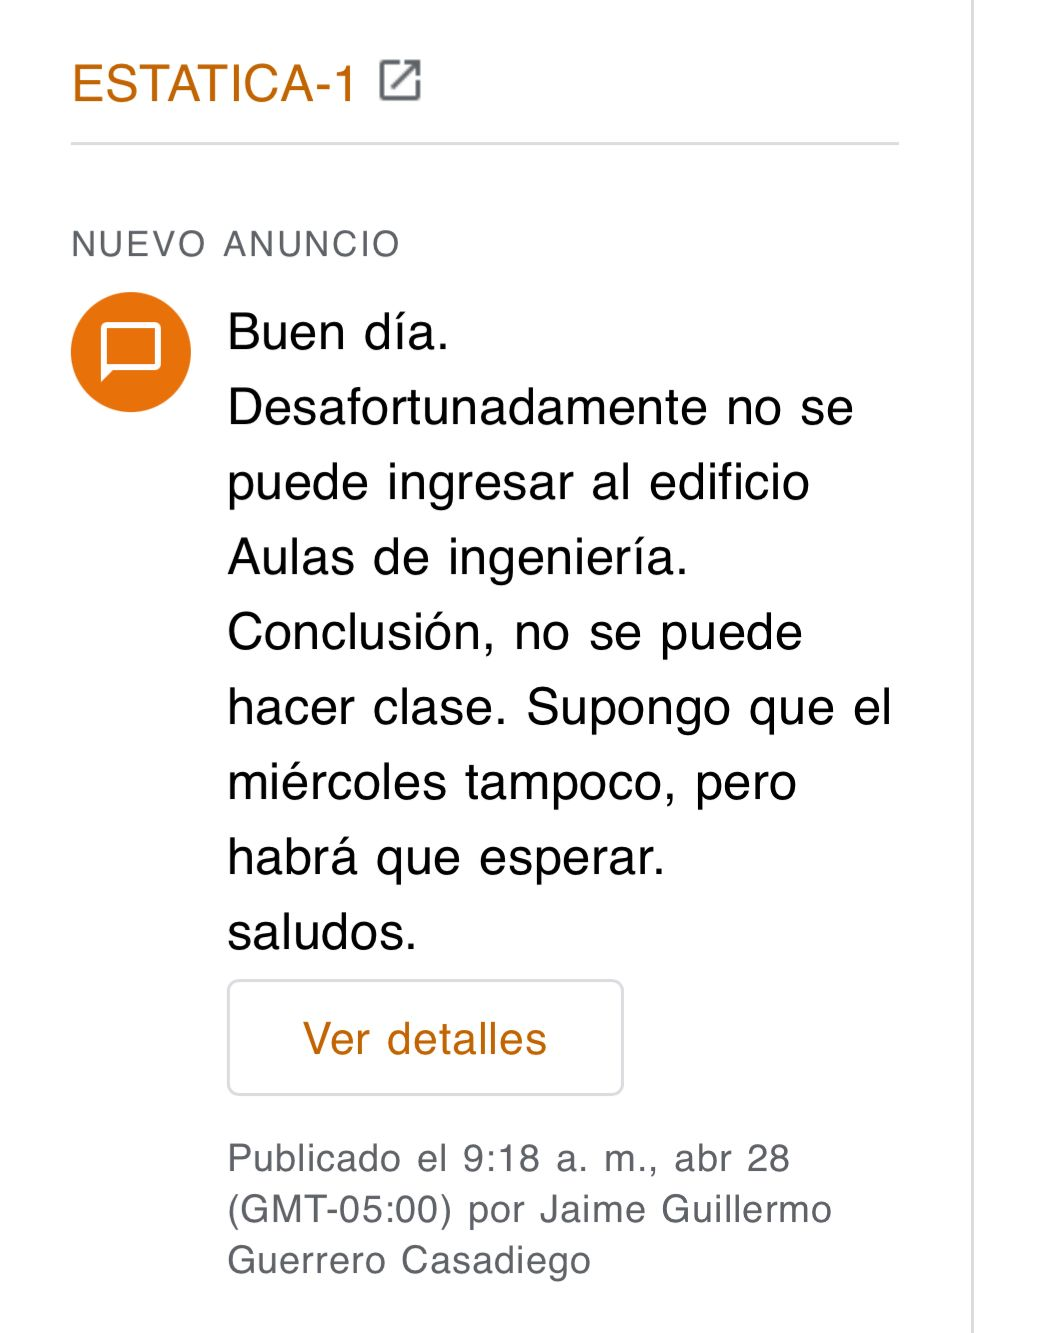 ESTATICA-1
NUEVO ANUNCIO
Buen día.
Desafortunadamente no se
puede ingresar al edificio
Aulas de ingeniería.
Conclusión, no se puede
hacer clase. Supongo que el
miércoles tampoco, pero
habrá que esperar.
saludos.
Ver detalles
Publicado el 9:18 a. m., abr 28
(GMT-05:00) por Jaime Guillermo
Guerrero Casadiego